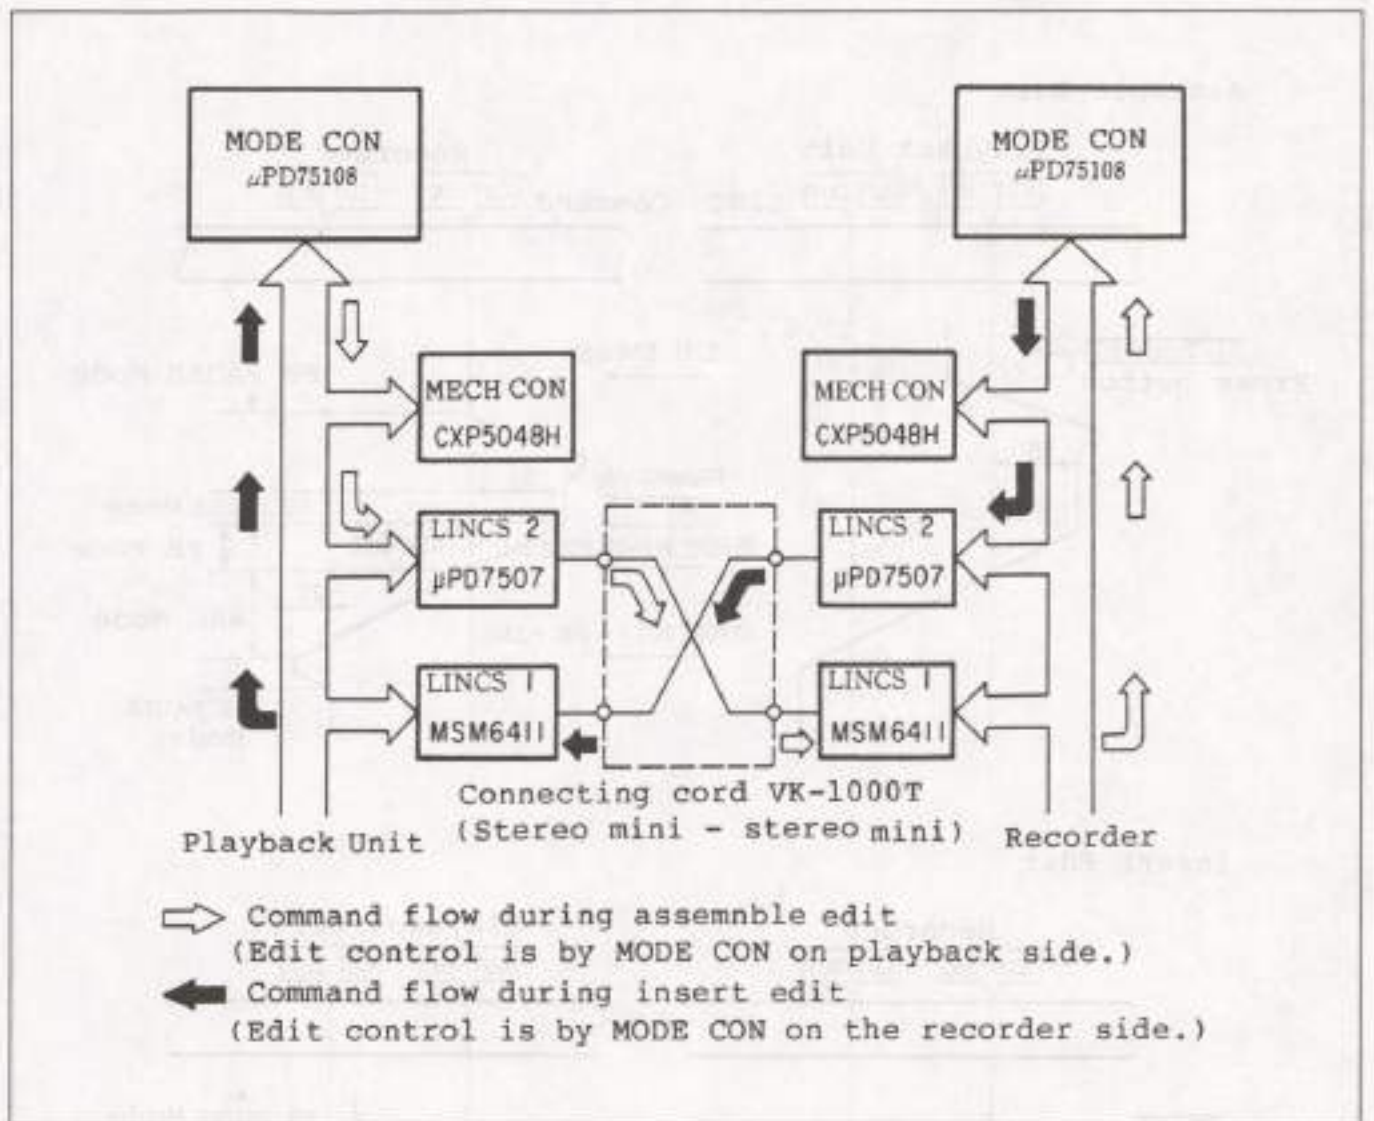 MODE CON
μPD75108
MODE CON
μPD75108
MECH CON
CXP5048H
MECH CON
CXP5048H
LINCS 2
μPD7507
LINCS 2
μPD7507
LINCS 1
MSM6411
LINCS 1
MSM6411
Connecting cord VK-1000T
(Stereo mini - stereo mini)
Playback Unit
Recorder
Command flow during assemnble edit
(Edit control is by MODE CON on playback side.)
Command flow during insert edit
(Edit control is by MODE CON on the recorder side.)